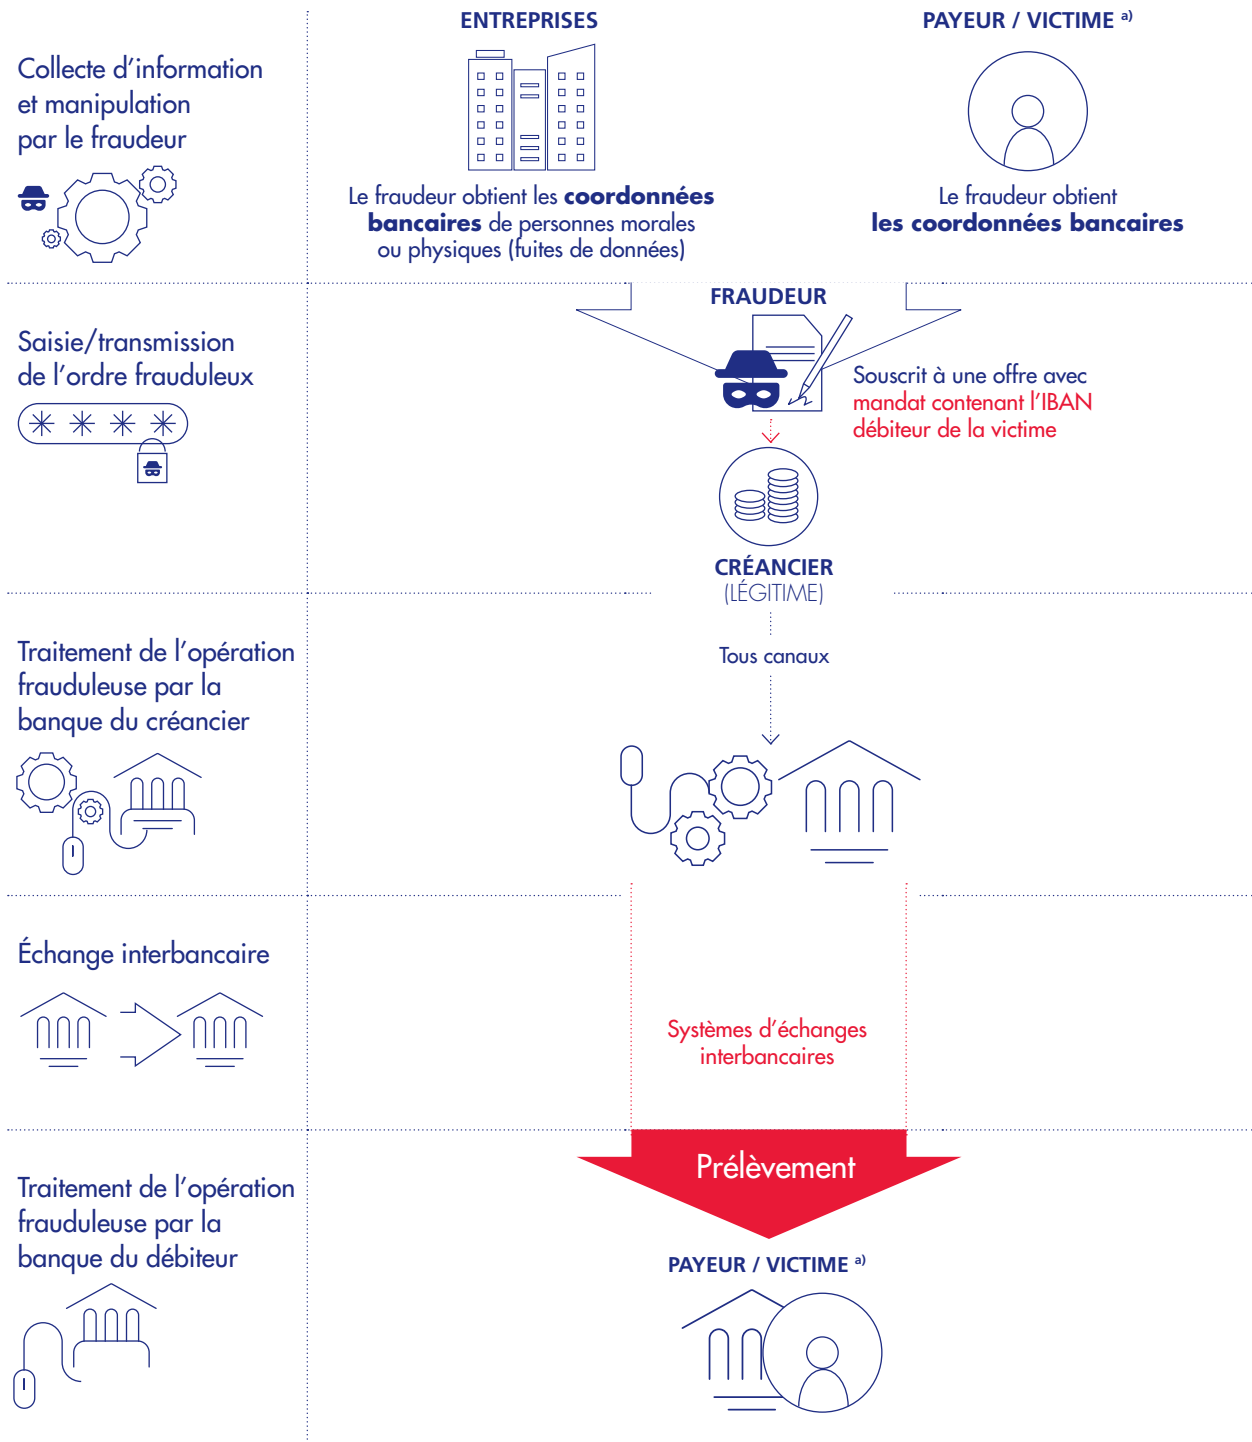 ENTREPRISES
PAYEUR / VICTIME a)
Collecte d’information
et manipulation
par le fraudeur
Le fraudeur obtient les coordonnées
bancaires de personnes morales
ou physiques (fuites de données)
Le fraudeur obtient
les coordonnées bancaires
FRAUDEUR
Saisie/transmission
de l’ordre frauduleux
Souscrit à une offre avec
mandat contenant l’IBAN
débiteur de la victime
CRÉANCIER
(LÉGITIME)
Traitement de l’opération
frauduleuse par la
banque du créancier
Tous canaux
Échange interbancaire
Systèmes d’échanges
interbancaires
Prélèvement
Traitement de l’opération
frauduleuse par la
banque du débiteur
PAYEUR / VICTIME a)